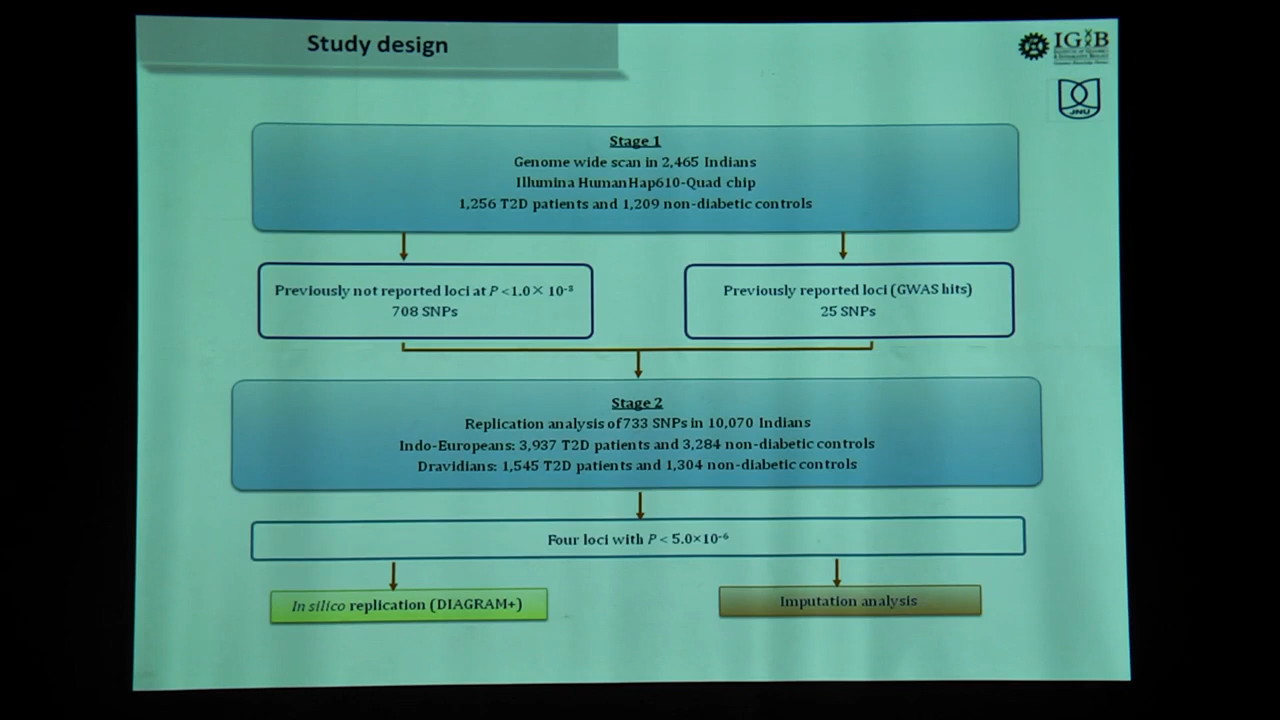 Study design
IGIB
JNU
Stage 1
Genome wide scan in 2,465 Indians
Illumina HumanHap610-Quad chip
1,256 T2D patients and 1,209 non-diabetic controls
Previously not reported loci at P <1.0× 10⁻³
708 SNPs
Previously reported loci (GWAS hits)
25 SNPs
Stage 2
Replication analysis of 733 SNPs in 10,070 Indians
Indo-Europeans: 3,937 T2D patients and 3,284 non-diabetic controls
Dravidians: 1,545 T2D patients and 1,304 non-diabetic controls
Four loci with P < 5.0×10⁻⁶
In silico replication (DIAGRAM+)
Imputation analysis